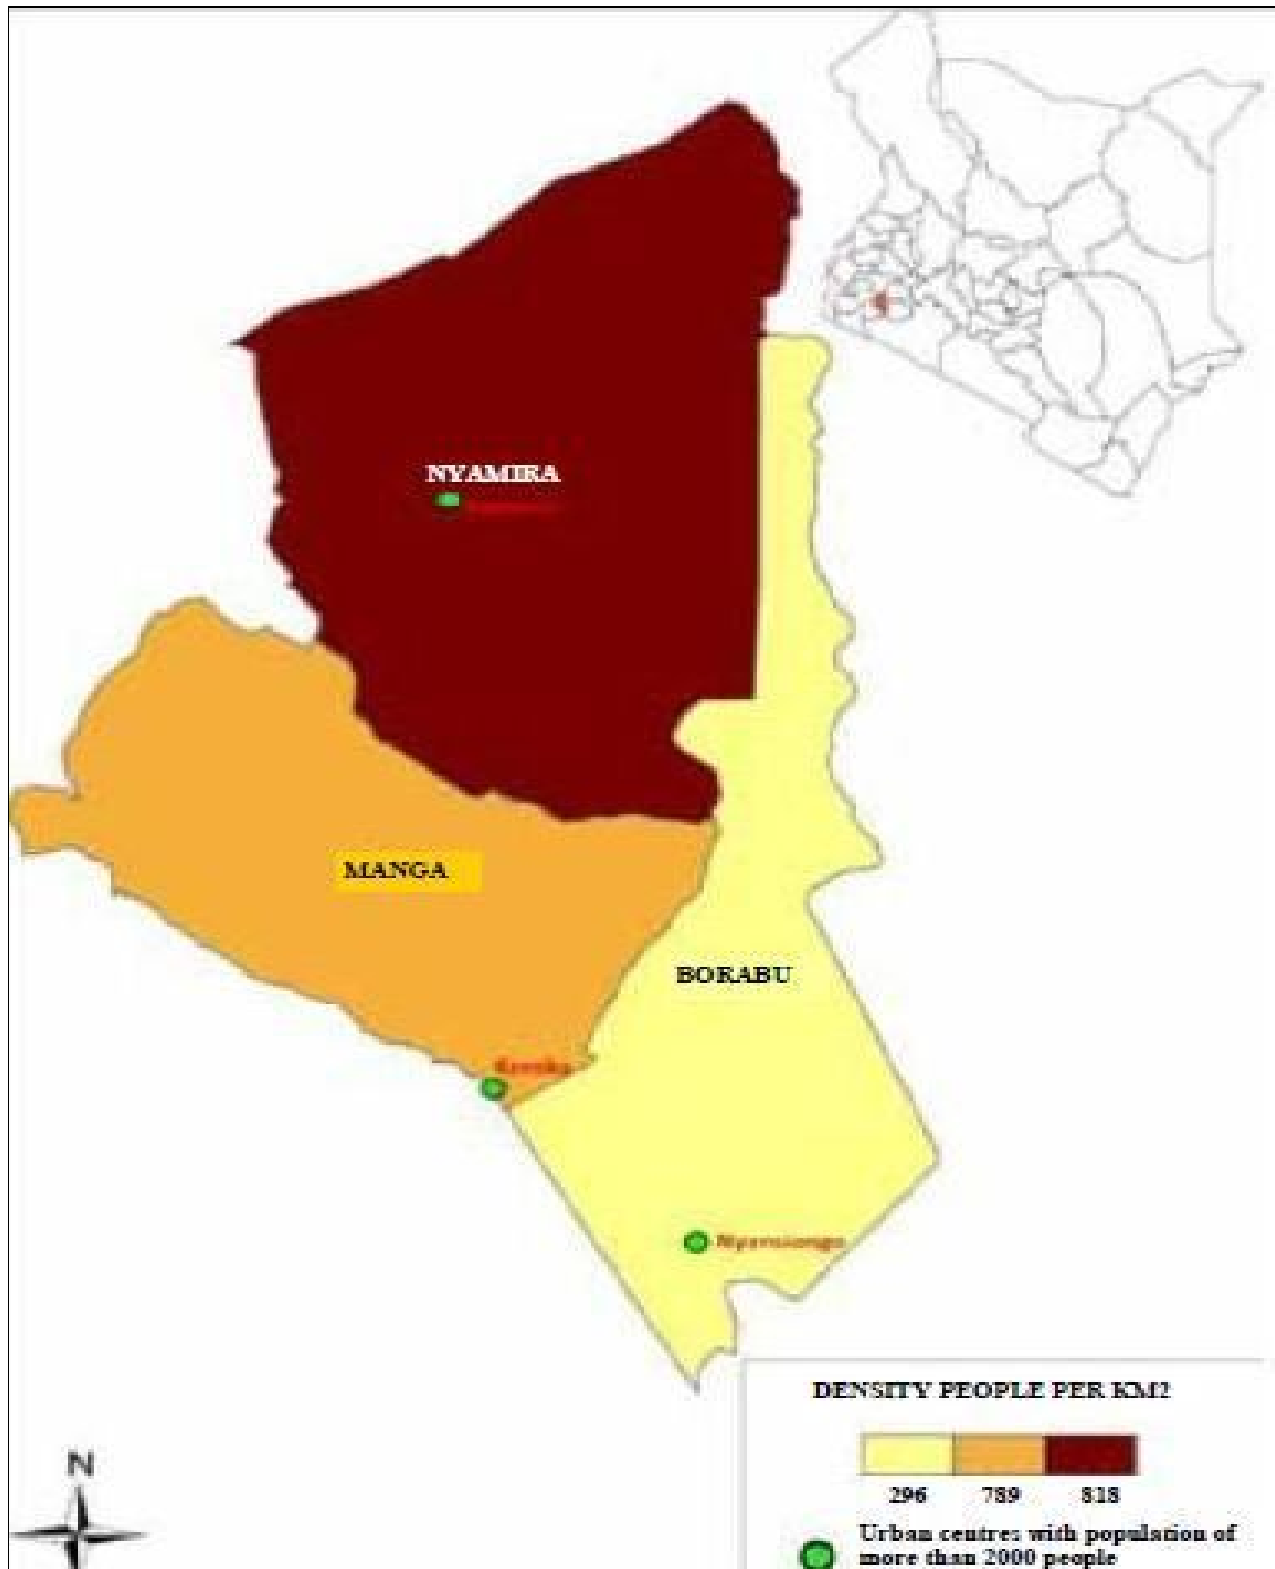 NYAMIRA
MANGA
BORABU
Keroka
Nyansiongo
DENSITY PEOPLE PER KM2
296 789 818
N
Urban centres with population of
more than 2000 people